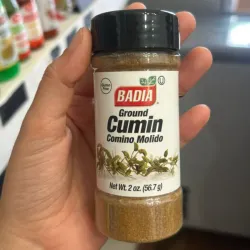 BADIA
Ground
Cumin
Comino Molido
Net Wt. 2 oz. (56.7g)